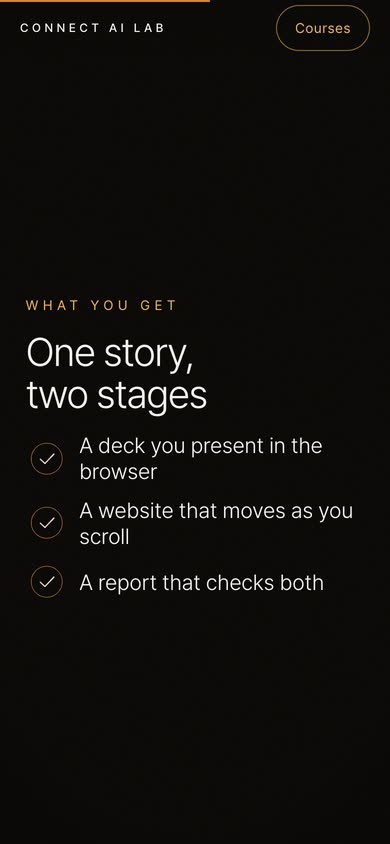 CONNECT AI LAB
Courses
WHAT YOU GET
One story,
two stages
A deck you present in the
browser
A website that moves as you
scroll
A report that checks both